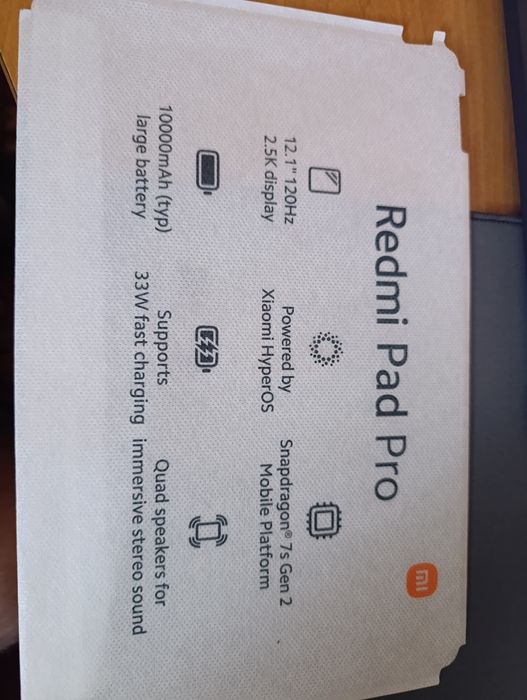 Redmi Pad Pro
mi
12.1" 120Hz
2.5K display
Powered by
Xiaomi HyperOS
Snapdragon® 7s Gen 2
Mobile Platform
10000mAh (typ)
large battery
Supports
33W fast charging
Quad speakers for
immersive stereo sound